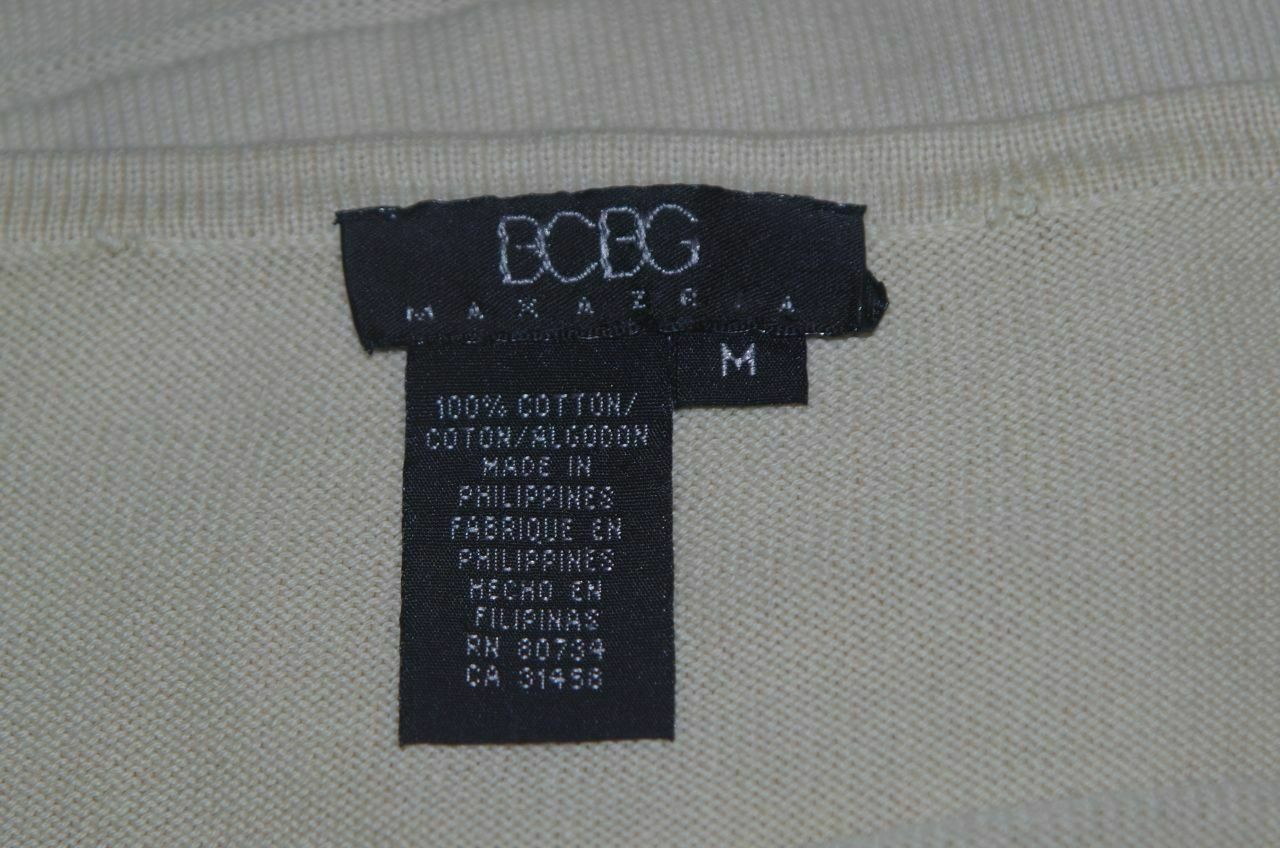 BCBG
M A X A Z R I A
M
100% COTTON/
COTON/ALGODON
MADE IN
PHILIPPINES
FABRIQUE EN
PHILIPPINES
HECHO EN
FILIPINAS
RN 80734
CA 31458